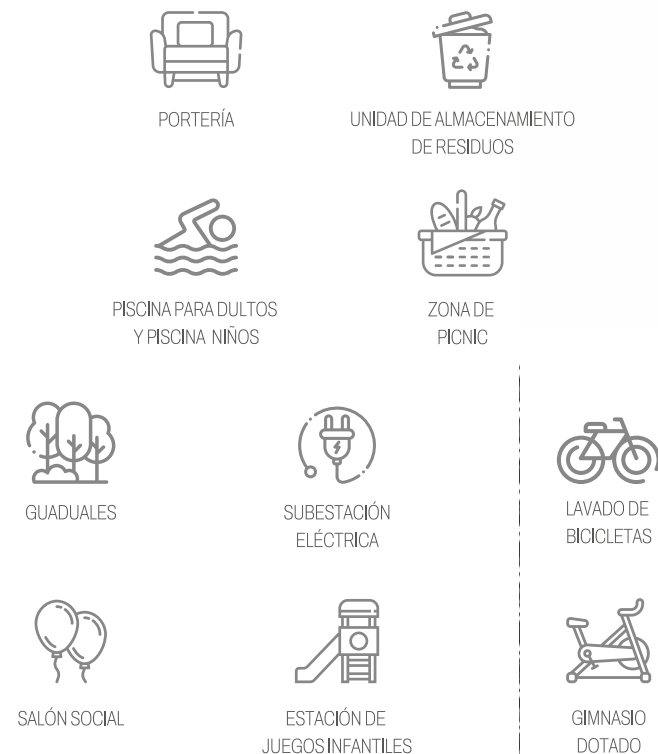 PORTERÍA
UNIDAD DE ALMACENAMIENTO
DE RESIDUOS
PISCINA PARA DULTOS
Y PISCINA NIÑOS
ZONA DE
PICNIC
GUADUALES
SUBESTACIÓN
ELÉCTRICA
LAVADO DE
BICICLETAS
SALÓN SOCIAL
ESTACIÓN DE
JUEGOS INFANTILES
GIMNASIO
DOTADO